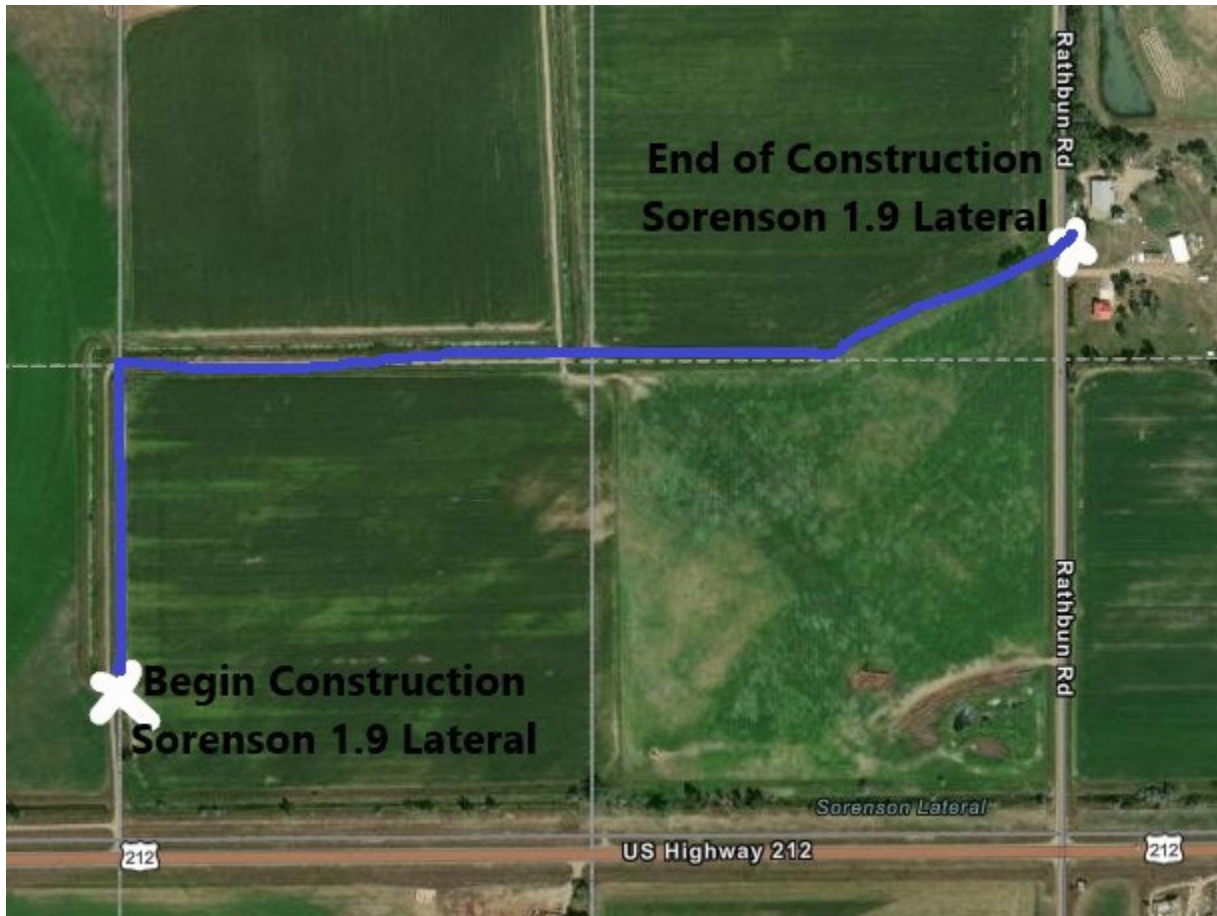 Rathbun Rd
End of Construction
Sorenson 1.9 Lateral
Rathbun Rd
Begin Construction
Sorenson 1.9 Lateral
Sorenson Lateral
212
US Highway 212
212